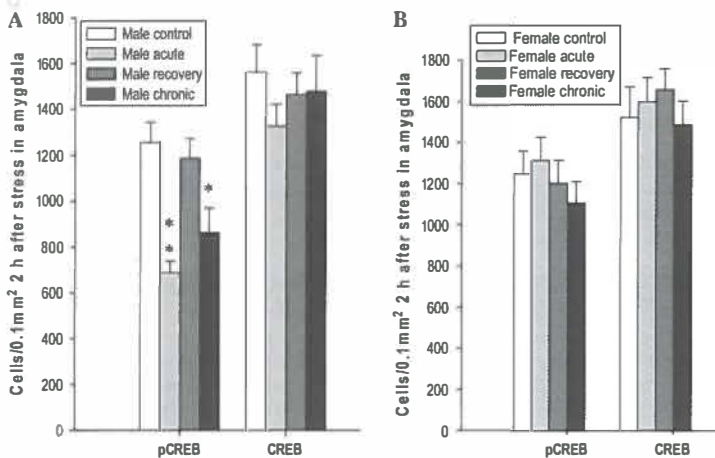 A
Male control
Male acute
Male recovery
Male chronic
1800
1600
1400
1200
1000
800
600
400
200
0
Cells/0.1mm² 2 h after stress in amygdala
*
*
*
pCREB CREB
B
Female control
Female acute
Female recovery
Female chronic
1800
1600
1400
1200
1000
800
600
400
200
0
Cells/0.1mm² 2 h after stress in amygdala
pCREB CREB